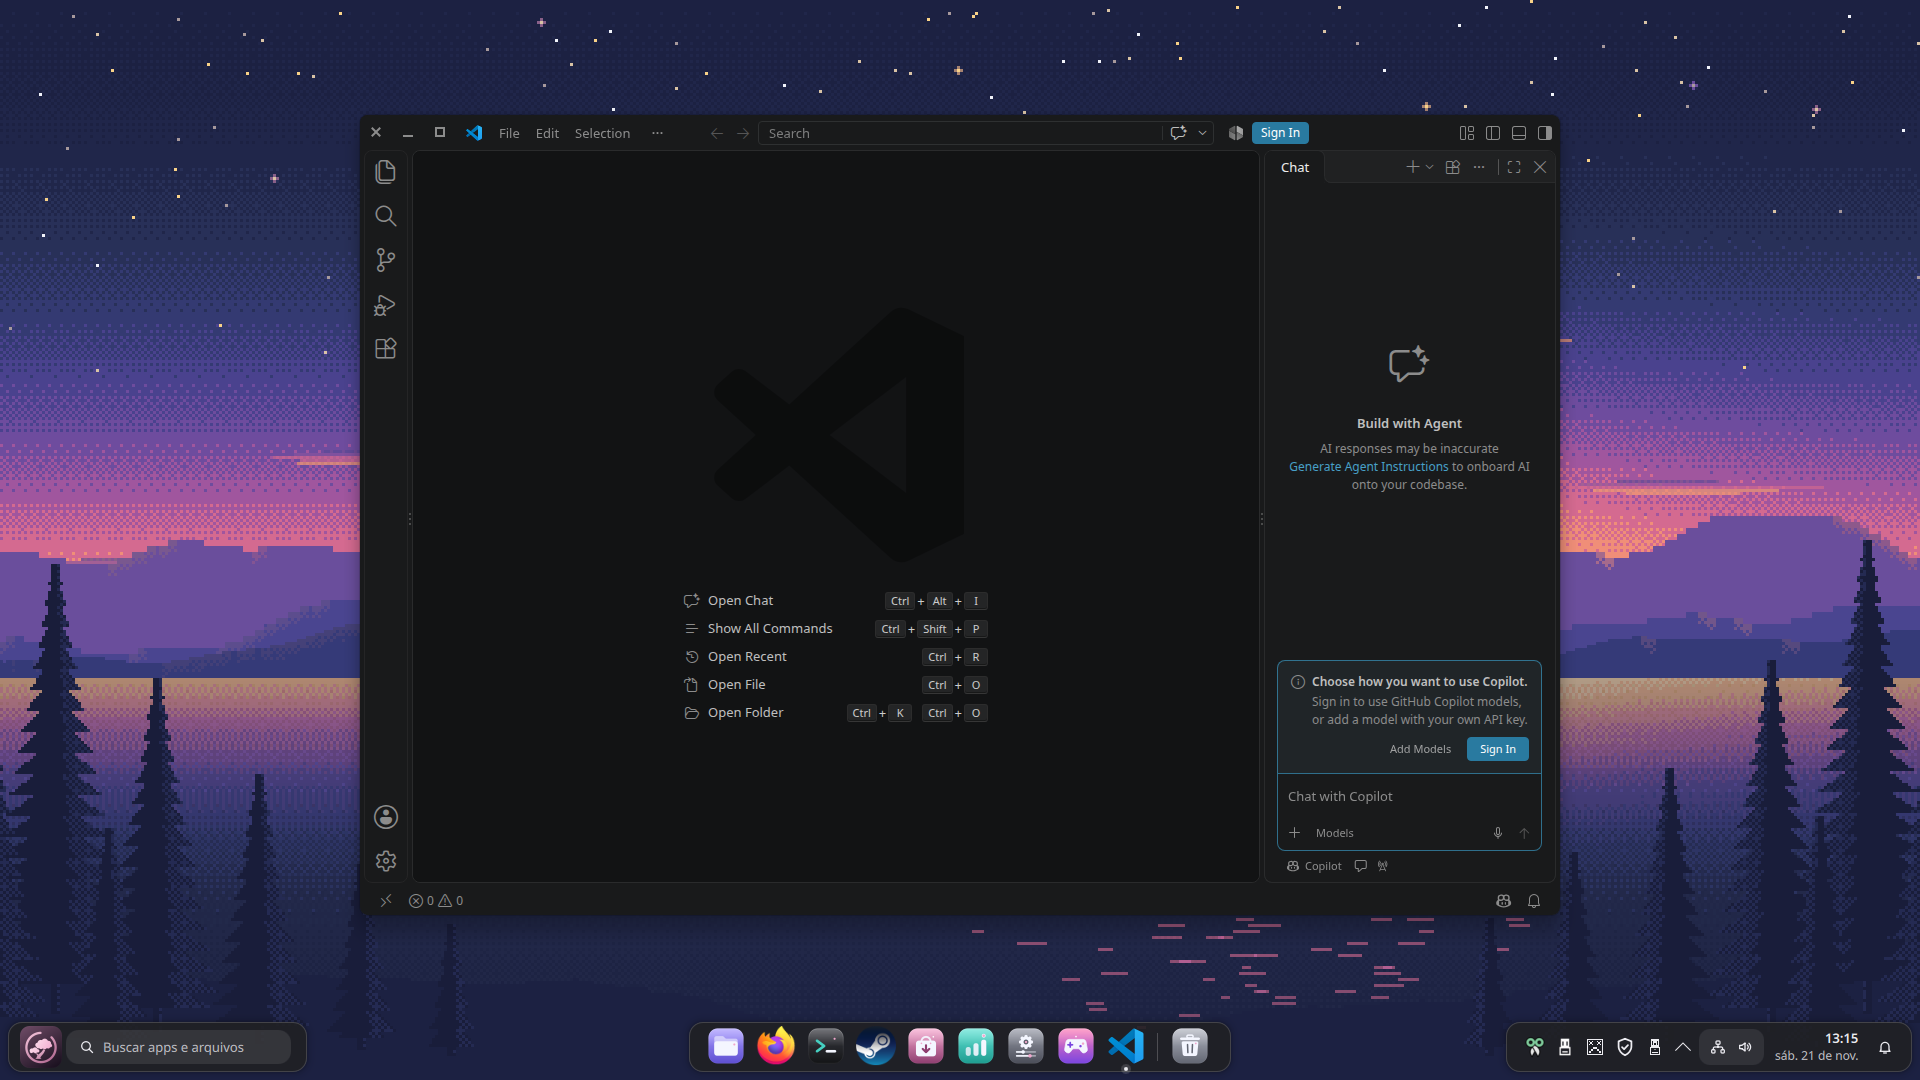 File Edit Selection ···
Search
Sign In
Chat
Build with Agent
AI responses may be inaccurate
Generate Agent Instructions to onboard AI
onto your codebase.
Open Chat Ctrl + Alt + I
Show All Commands Ctrl + Shift + P
Open Recent Ctrl + R
Open File Ctrl + O
Open Folder Ctrl + K Ctrl + O
Choose how you want to use Copilot.
Sign in to use GitHub Copilot models,
or add a model with your own API key.
Add Models Sign In
Chat with Copilot
Models
Copilot
0 0
Buscar apps e arquivos
13:15
sáb. 21 de nov.